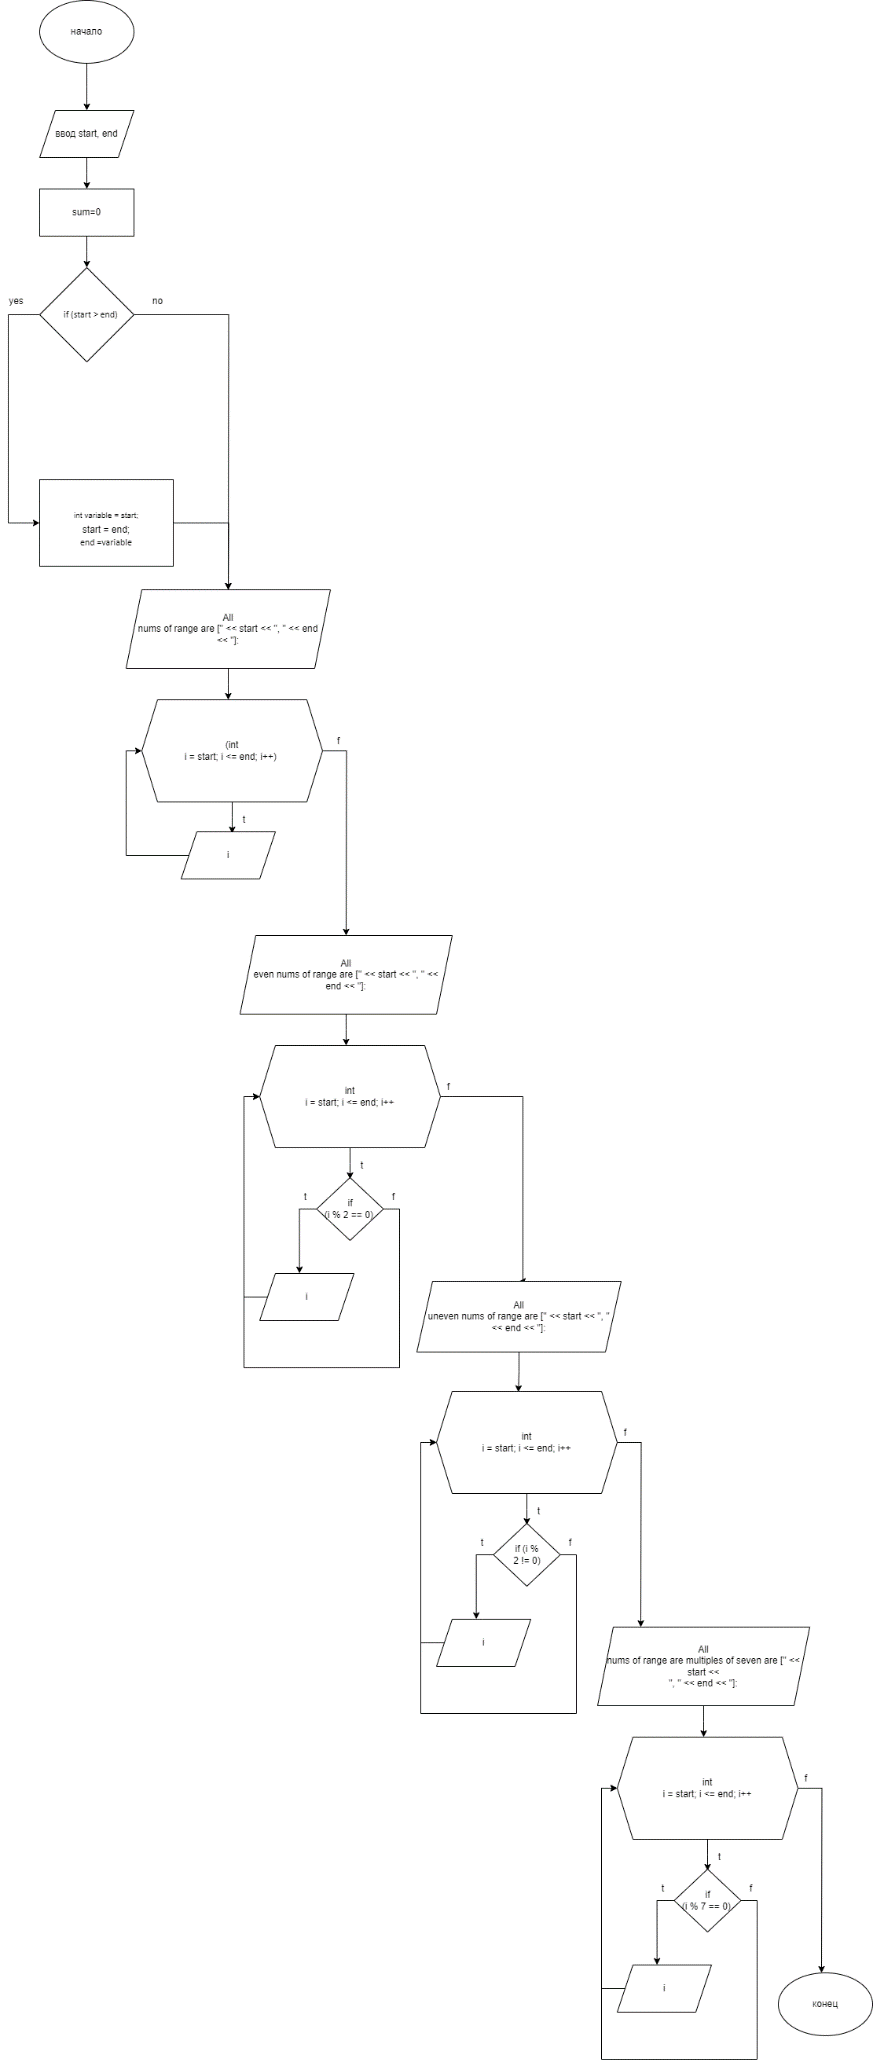 начало
ввод start, end
sum=0
yes
no
if (start > end)
int variable = start;
start = end;
end =variable
All
nums of range are [" << start << ", " << end
<< "]:
(int
i = start; i <= end; i++)
f
t
i
All
even nums of range are [" << start << ", " <<
end << "]:
int
i = start; i <= end; i++
f
t
t
if
(i % 2 == 0)
f
i
All
uneven nums of range are [" << start << ", "
<< end << "]:
int
i = start; i <= end; i++
f
t
t
if (i %
2 != 0)
f
i
All
nums of range are multiples of seven are [" <<
start <<
", " << end << "]:
int
i = start; i <= end; i++
f
t
t
if
(i % 7 == 0)
f
i
конец